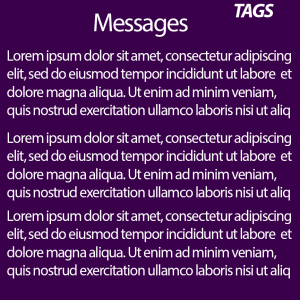 TAGS
Messages
Lorem ipsum dolor sit amet, consectetur adipiscing
elit, sed do eiusmod tempor incididunt ut labore et
dolore magna aliqua. Ut enim ad minim veniam,
quis nostrud exercitation ullamco laboris nisi ut aliq
Lorem ipsum dolor sit amet, consectetur adipiscing
elit, sed do eiusmod tempor incididunt ut labore et
dolore magna aliqua. Ut enim ad minim veniam,
quis nostrud exercitation ullamco laboris nisi ut aliq
Lorem ipsum dolor sit amet, consectetur adipiscing
elit, sed do eiusmod tempor incididunt ut labore et
dolore magna aliqua. Ut enim ad minim veniam,
quis nostrud exercitation ullamco laboris nisi ut aliq